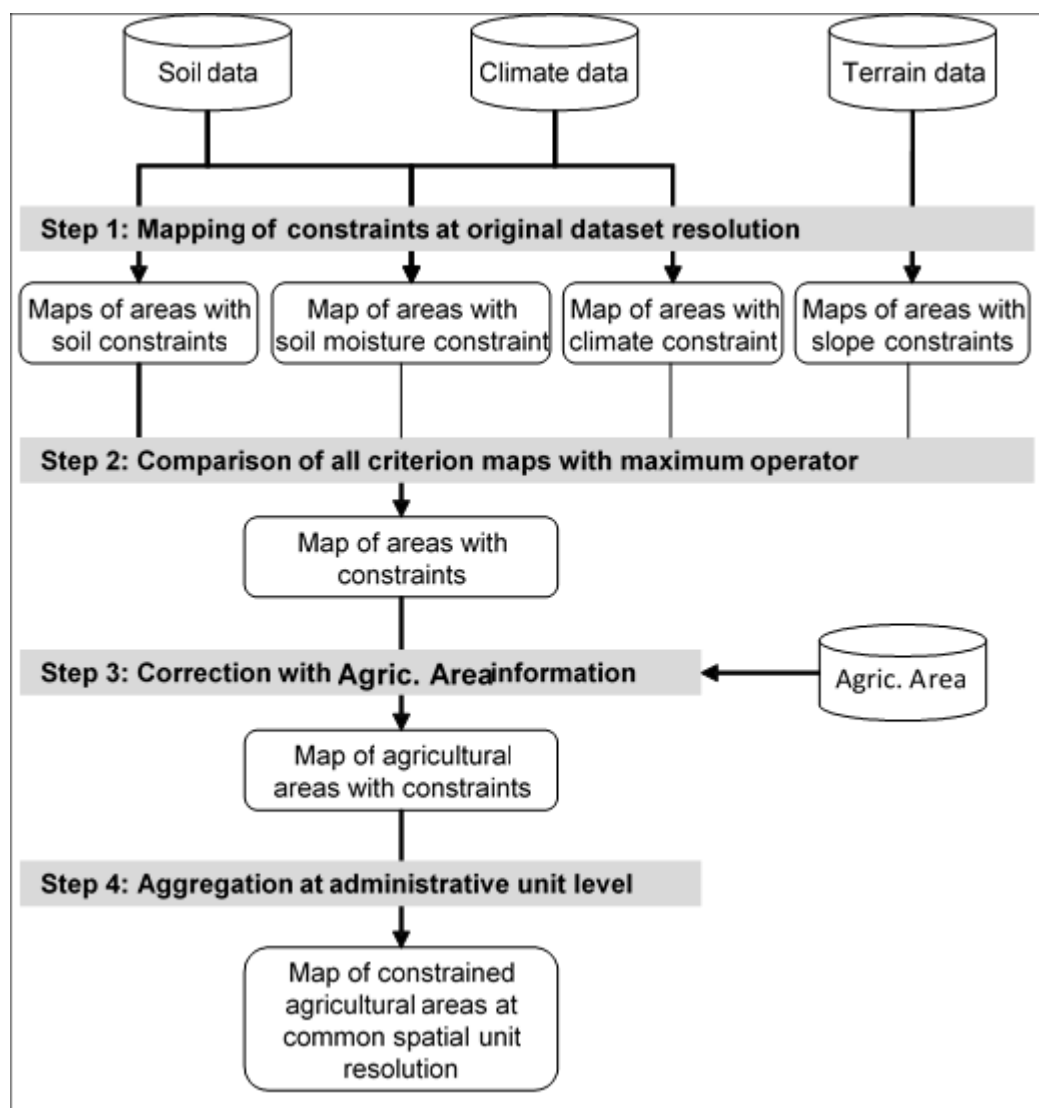 Soil data
Climate data
Terrain data
Step 1: Mapping of constraints at original dataset resolution
Maps of areas with
soil constraints
Map of areas with
soil moisture constraint
Map of areas with
climate constraint
Maps of areas with
slope constraints
Step 2: Comparison of all criterion maps with maximum operator
Map of areas with
constraints
Step 3: Correction with Agric. Area information
Agric. Area
Map of agricultural
areas with constraints
Step 4: Aggregation at administrative unit level
Map of constrained
agricultural areas at
common spatial unit
resolution